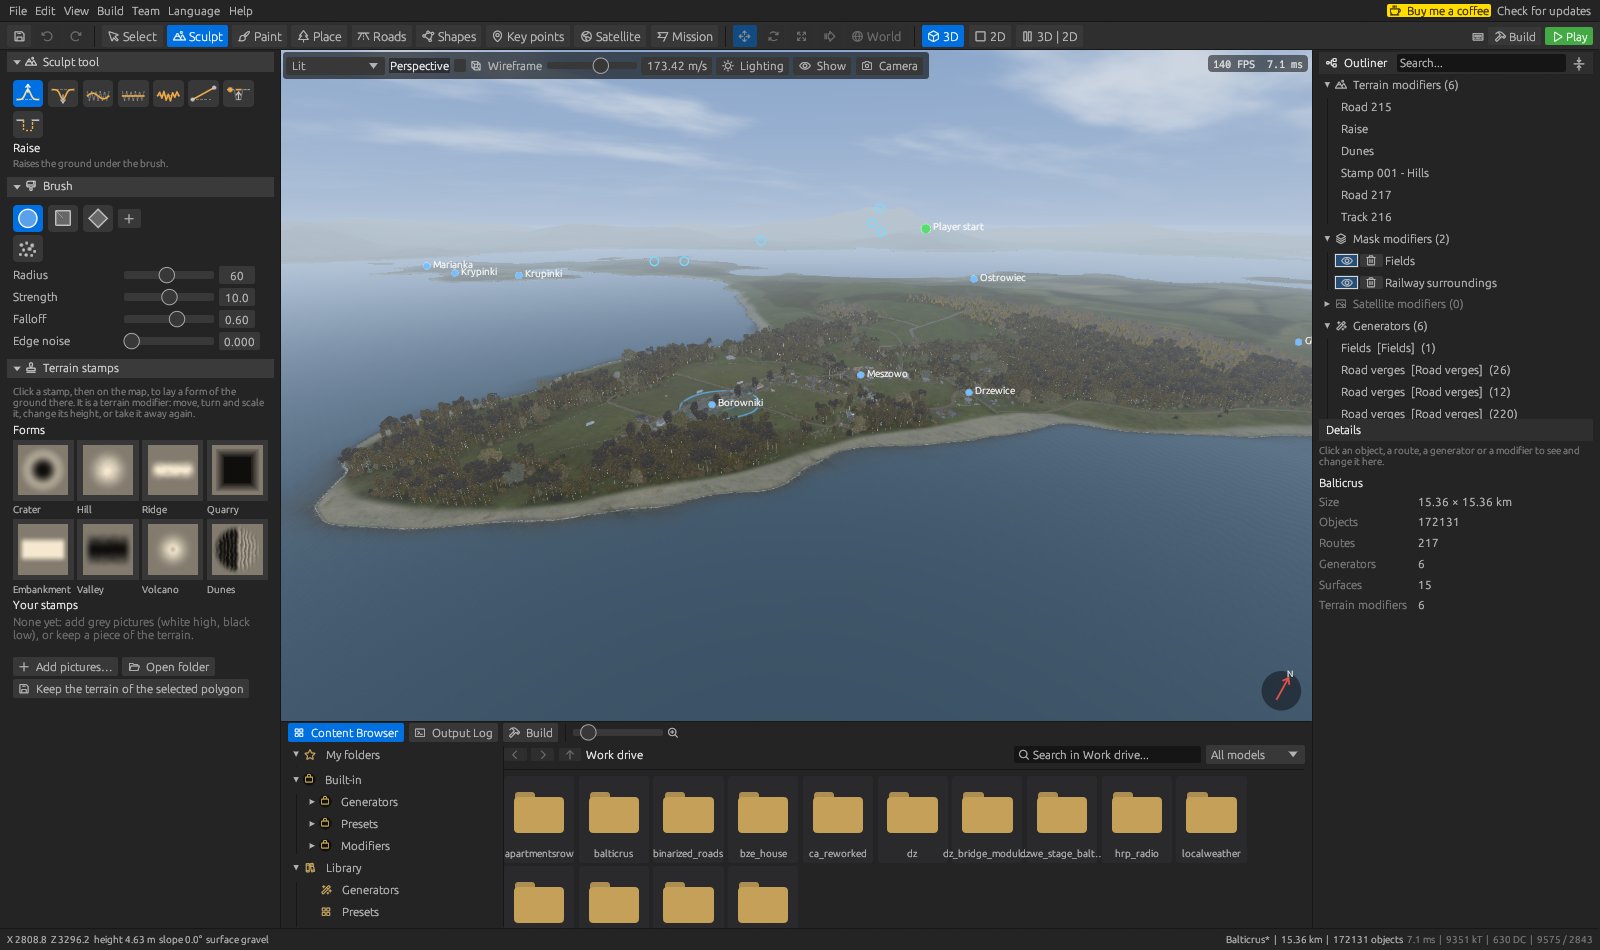 File Edit View Build Team Language Help
Buy me a coffee Check for updates
Select Sculpt Paint Place Roads Shapes Key points Satellite Mission World 3D 2D 3D | 2D Build Play
Sculpt tool
Raise
Raises the ground under the brush.
Brush
Radius 60
Strength 10.0
Falloff 0.60
Edge noise 0.000
Terrain stamps
Click a stamp, then on the map, to lay a form of the
ground there. It is a terrain modifier: move, turn and scale
it, change its height, or take it away again.
Forms
Crater Hill Ridge Quarry
Embankment Valley Volcano Dunes
Your stamps
None yet: add grey pictures (white high, black
low), or keep a piece of the terrain.
Add pictures... Open folder
Keep the terrain of the selected polygon
Lit Perspective Wireframe 173.42 m/s Lighting Show Camera
140 FPS 7.1 ms
Player start
Marianka
Krypinki
Krupinki
Ostrowiec
G
Meszowo
Drzewice
Borowniki
N
Content Browser Output Log Build
My folders
Built-in
Generators
Presets
Modifiers
Library
Generators
Presets
Work drive
Search in Work drive... All models
apartmentsrow balticrus binarized_roads bze_house ca_reworked dz dz_bridge_modul dzwe_stage_balt... hrp_radio localweather
Outliner Search...
Terrain modifiers (6)
Road 215
Raise
Dunes
Stamp 001 - Hills
Road 217
Track 216
Mask modifiers (2)
Fields
Railway surroundings
Satellite modifiers (0)
Generators (6)
Fields [Fields] (1)
Road verges [Road verges] (26)
Road verges [Road verges] (12)
Road verges [Road verges] (220)
Details
Click an object, a route, a generator or a modifier to see and
change it here.
Balticrus
Size 15.36 × 15.36 km
Objects 172131
Routes 217
Generators 6
Surfaces 15
Terrain modifiers 6
X 2808.8 Z 3296.2 height 4.63 m slope 0.0° surface gravel
Balticrus* | 15.36 km | 172131 objects 7.1 ms | 9351 kT | 630 DC | 9575 / 2843